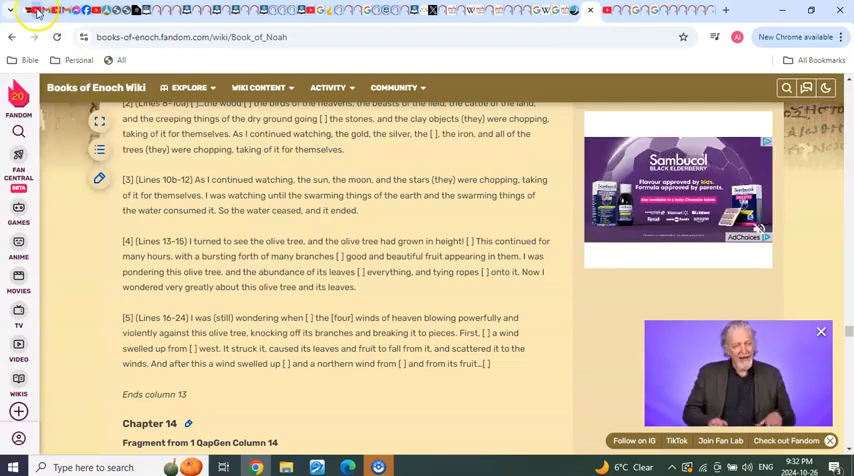 books-of-enoch.fandom.com/wiki/Book_of_Noah
New Chrome available
Bible
Personal
All
All Bookmarks
Books of Enoch Wiki
EXPLORE
WIKI CONTENT
ACTIVITY
COMMUNITY
20
FANDOM
FAN
CENTRAL
BETA
GAMES
ANIME
MOVIES
TV
VIDEO
WIKIS
[2] (Lines 8-10a) [ ]...the wood [ ] the birds of the heavens, the beasts of the field, the cattle of the land,
and the creeping things of the dry ground going [ ] the stones, and the clay objects (they) were chopping,
taking of it for themselves. As I continued watching, the gold, the silver, the [ ], the iron, and all of the
trees (they) were chopping, taking of it for themselves.
[3] (Lines 10b-12) As I continued watching, the sun, the moon, and the stars (they) were chopping, taking
of it for themselves. I was watching until the swarming things of the earth and the swarming things of
the water consumed it. So the water ceased, and it ended.
[4] (Lines 13-15) I turned to see the olive tree, and the olive tree had grown in height! [ ] This continued for
many hours, with a bursting forth of many branches [ ] good and beautiful fruit appearing in them. I was
pondering this olive tree, and the abundance of its leaves [ ] everything, and tying ropes [ ] onto it. Now I
wondered very greatly about this olive tree and its leaves.
[5] (Lines 16-24) I was (still) wondering when [ ] the [four] winds of heaven blowing powerfully and
violently against this olive tree, knocking off its branches and breaking it to pieces. First, [ ] a wind
swelled up from [ ] west. It struck it, caused its leaves and fruit to fall from it, and scattered it to the
winds. And after this a wind swelled up [ ] and a northern wind from [ ] and from its fruit...[ ]
Ends column 13
Chapter 14
Fragment from 1 QapGen Column 14
Sambucol
BLACK ELDERBERRY
Flavour approved by kids.
Formula approved by parents.
AdChoices
Follow on IG
TikTok
Join Fan Lab
Check out Fandom
Type here to search
6°C Clear
9:32 PM
2024-10-26